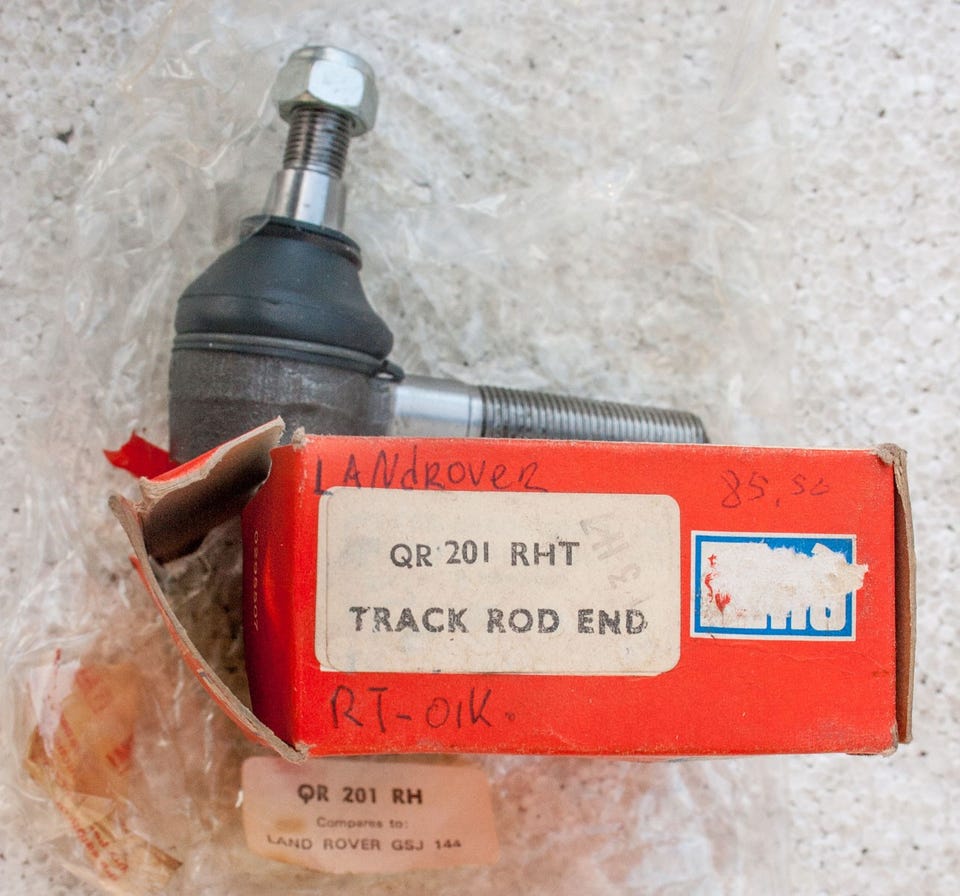 LANdROVER
85,50
QR 201 RHT
TRACK ROD END
RT-01K.
QR 201 RH
Compares to:
LAND ROVER GSJ 144